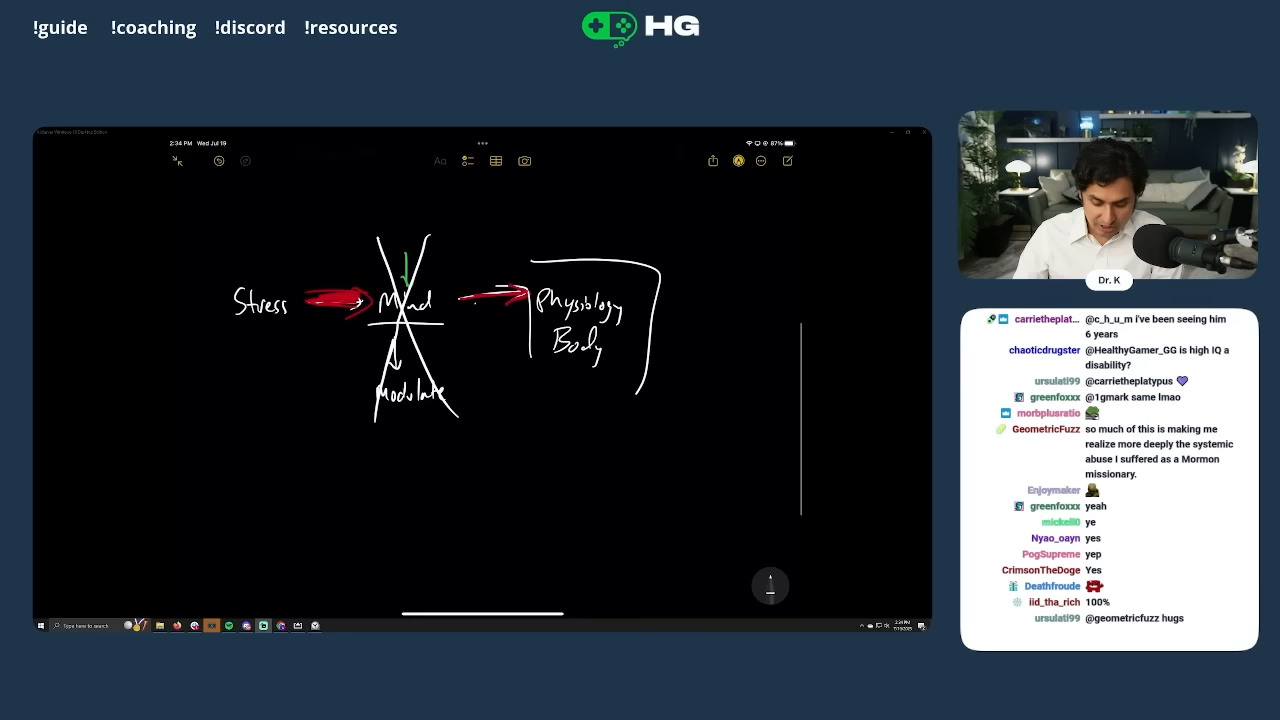 !guide !coaching !discord !resources
HG
2:34 PM Wed Jul 19
87%
Aa
Stress
Mind
Physiology
Body
Modulate
Type here to search
Dr. K
carrietheplat... @c_h_u_m i've been seeing him
6 years
chaoticdrugster @HealthyGamer_GG is high IQ a
disability?
ursulati99 @carrietheplatypus
greenfoxxx @1gmark same lmao
morbplusratio
GeometricFuzz so much of this is making me
realize more deeply the systemic
abuse I suffered as a Mormon
missionary.
Enjoymaker
greenfoxxx yeah
mickell0 ye
Nyao_oayn yes
PogSupreme yep
CrimsonTheDoge Yes
Deathfroude
iid_tha_rich 100%
ursulati99 @geometricfuzz hugs